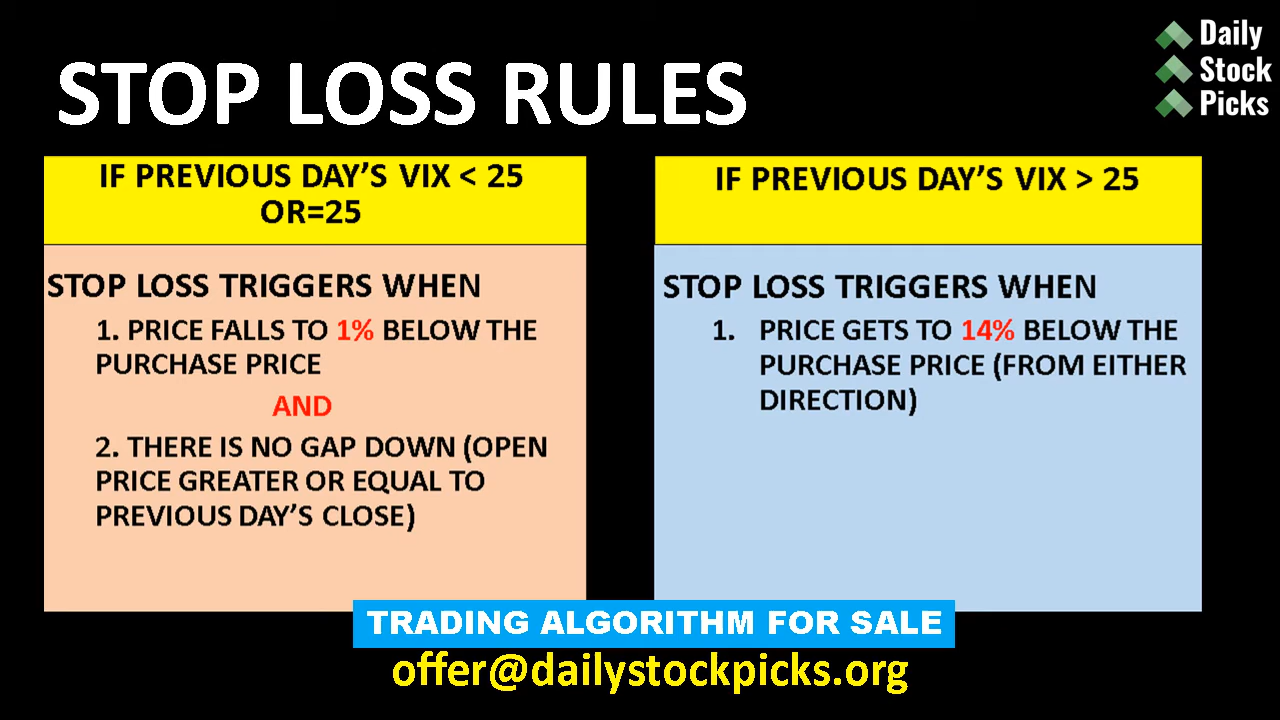 Daily
Stock
Picks
STOP LOSS RULES
IF PREVIOUS DAY'S VIX < 25
OR=25
STOP LOSS TRIGGERS WHEN
1. PRICE FALLS TO 1% BELOW THE
PURCHASE PRICE
AND
2. THERE IS NO GAP DOWN (OPEN
PRICE GREATER OR EQUAL TO
PREVIOUS DAY'S CLOSE)
IF PREVIOUS DAY'S VIX > 25
STOP LOSS TRIGGERS WHEN
1. PRICE GETS TO 14% BELOW THE
PURCHASE PRICE (FROM EITHER
DIRECTION)
TRADING ALGORITHM FOR SALE
offer@dailystockpicks.org